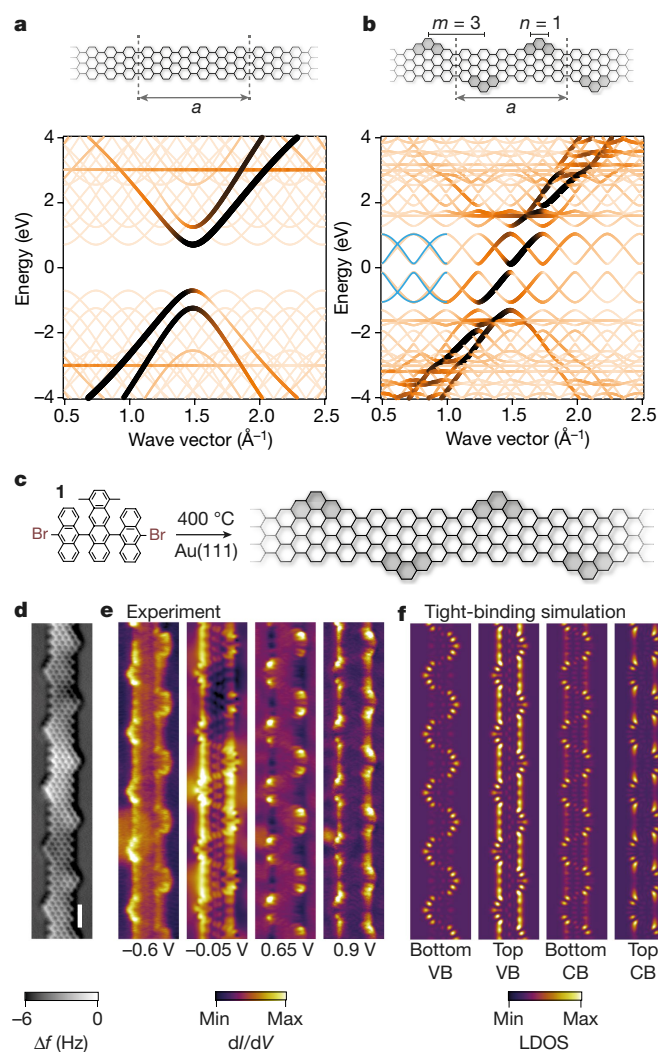 a
b
m = 3
n = 1
a
a
4
2
0
−2
−4
Energy (eV)
0.5
1.0
1.5
2.0
2.5
Wave vector (Å⁻¹)
4
2
0
−2
−4
Energy (eV)
0.5
1.0
1.5
2.0
2.5
Wave vector (Å⁻¹)
c
1
Br
Br
400 °C
Au(111)
d
e Experiment
f Tight-binding simulation
−0.6 V
−0.05 V
0.65 V
0.9 V
Bottom
VB
Top
VB
Bottom
CB
Top
CB
−6
0
Δf (Hz)
Min
Max
dI/dV
Min
Max
LDOS